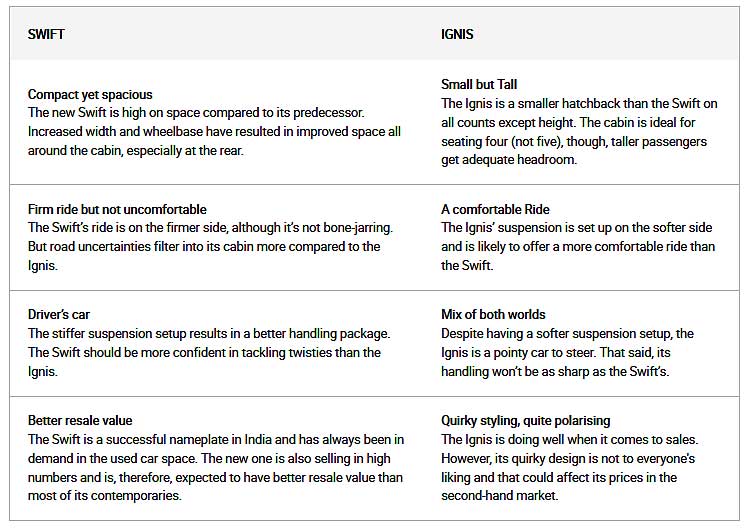 SWIFT
IGNIS
Compact yet spacious
The new Swift is high on space compared to its predecessor.
Increased width and wheelbase have resulted in improved space all
around the cabin, especially at the rear.
Small but Tall
The Ignis is a smaller hatchback than the Swift on
all counts except height. The cabin is ideal for
seating four (not five), though, taller passengers
get adequate headroom.
Firm ride but not uncomfortable
The Swift's ride is on the firmer side, although it's not bone-jarring.
But road uncertainties filter into its cabin more compared to the
Ignis.
A comfortable Ride
The Ignis' suspension is set up on the softer side
and is likely to offer a more comfortable ride than
the Swift.
Driver's car
The stiffer suspension setup results in a better handling package.
The Swift should be more confident in tackling twisties than the
Ignis.
Mix of both worlds
Despite having a softer suspension setup, the
Ignis is a pointy car to steer. That said, its
handling won't be as sharp as the Swift's.
Better resale value
The Swift is a successful nameplate in India and has always been in
demand in the used car space. The new one is also selling in high
numbers and is, therefore, expected to have better resale value than
most of its contemporaries.
Quirky styling, quite polarising
The Ignis is doing well when it comes to sales.
However, its quirky design is not to everyone's
liking and that could affect its prices in the
second-hand market.